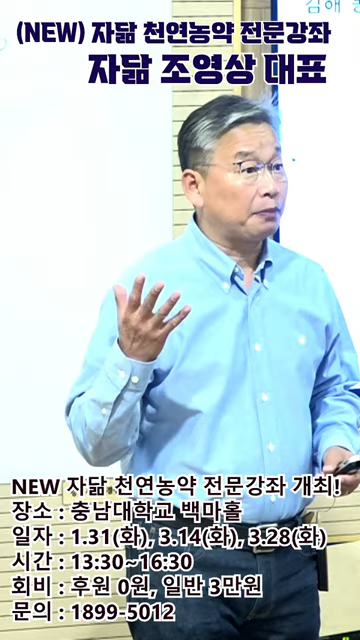 (NEW) 자닮 천연농약 전문강좌
자닮 조영상 대표
NEW 자닮 천연농약 전문강좌 개최!
장소 : 충남대학교 백마홀
일자 : 1.31(화), 3.14(화), 3.28(화)
시간 : 13:30~16:30
회비 : 후원 0원, 일반 3만원
문의 : 1899-5012